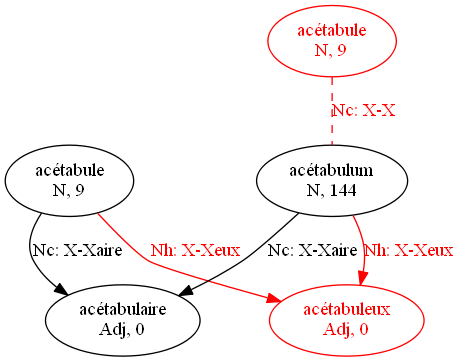 acétabule
N, 9
Nc: X-X
acétabule
N, 9
acétabulum
N, 144
Nc: X-Xaire
Nh: X-Xeux
Nc: X-Xaire
Nh: X-Xeux
acétabulaire
Adj, 0
acétabuleux
Adj, 0